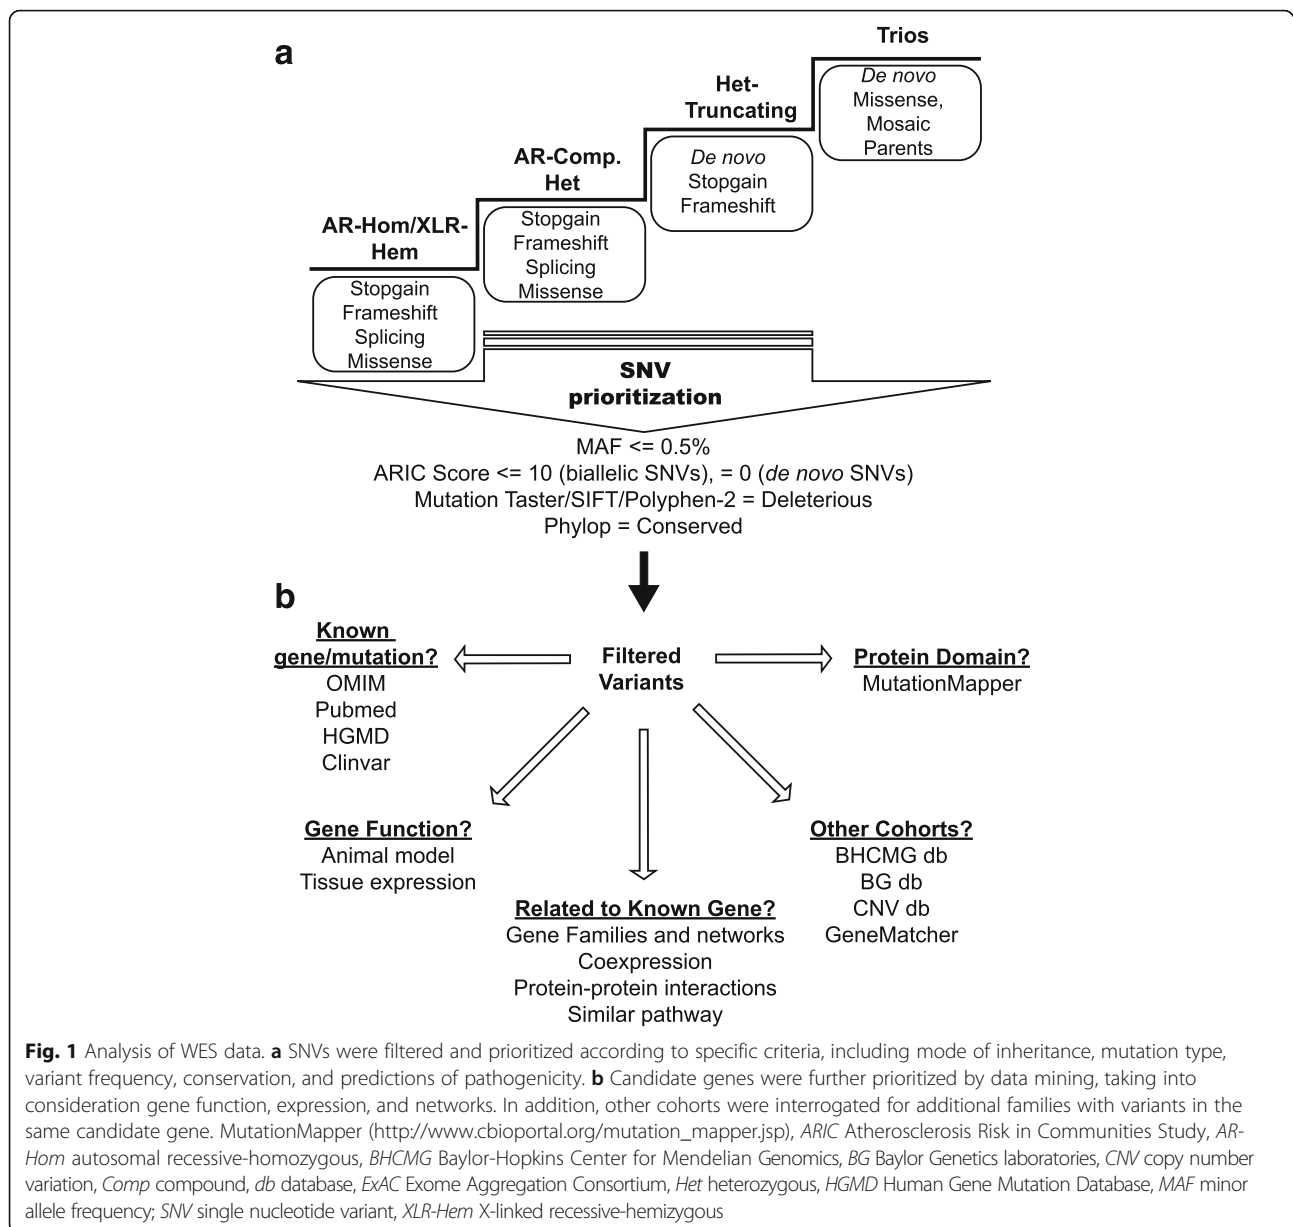 a
Trios
De novo
Missense,
Mosaic
Parents
Het-
Truncating
De novo
Stopgain
Frameshift
AR-Comp.
Het
Stopgain
Frameshift
Splicing
Missense
AR-Hom/XLR-
Hem
Stopgain
Frameshift
Splicing
Missense
SNV
prioritization
MAF <= 0.5%
ARIC Score <= 10 (biallelic SNVs), = 0 (de novo SNVs)
Mutation Taster/SIFT/Polyphen-2 = Deleterious
Phylop = Conserved
b
Known
gene/mutation?
OMIM
Pubmed
HGMD
Clinvar
Filtered
Variants
Protein Domain?
MutationMapper
Gene Function?
Animal model
Tissue expression
Related to Known Gene?
Gene Families and networks
Coexpression
Protein-protein interactions
Similar pathway
Other Cohorts?
BHCMG db
BG db
CNV db
GeneMatcher
Fig. 1 Analysis of WES data. a SNVs were filtered and prioritized according to specific criteria, including mode of inheritance, mutation type,
variant frequency, conservation, and predictions of pathogenicity. b Candidate genes were further prioritized by data mining, taking into
consideration gene function, expression, and networks. In addition, other cohorts were interrogated for additional families with variants in the
same candidate gene. MutationMapper (http://www.cbioportal.org/mutation_mapper.jsp), ARIC Atherosclerosis Risk in Communities Study, AR-
Hom autosomal recessive-homozygous, BHCMG Baylor-Hopkins Center for Mendelian Genomics, BG Baylor Genetics laboratories, CNV copy number
variation, Comp compound, db database, ExAC Exome Aggregation Consortium, Het heterozygous, HGMD Human Gene Mutation Database, MAF minor
allele frequency; SNV single nucleotide variant, XLR-Hem X-linked recessive-hemizygous